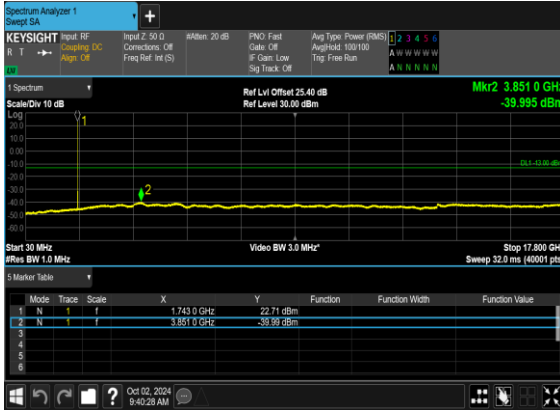 Spectrum Analyzer 1
Swept SA
+
KEYSIGHT
R T
Input: RF
Coupling: DC
Align: Off
Input Z: 50 Ω
Corrections: Off
Freq Ref: Int (S)
#Atten: 20 dB
PNO: Fast
Gate: Off
IF Gain: Low
Sig Track: Off
Avg Type: Power (RMS)
Avg|Hold: 100/100
Trig: Free Run
1 2 3 4 5 6
A W W W W W
A N N N N N
1 Spectrum
Scale/Div 10 dB
Ref Lvl Offset 25.40 dB
Ref Level 30.00 dBm
Mkr2 3.851 0 GHz
-39.995 dBm
Log
20.0
10.0
0.00
-10.0
-20.0
-30.0
-40.0
-50.0
-60.0
1
2
DL1 -13.00 dBm
Start 30 MHz
#Res BW 1.0 MHz
Video BW 3.0 MHz*
Stop 17.800 GHz
Sweep 32.0 ms (40001 pts)
5 Marker Table
Mode Trace Scale X Y Function Function Width Function Value
1 N 1 f 1.743 0 GHz 22.71 dBm
2 N 1 f 3.851 0 GHz -39.99 dBm
3
4
5
6
?
Oct 02, 2024
9:40:28 AM